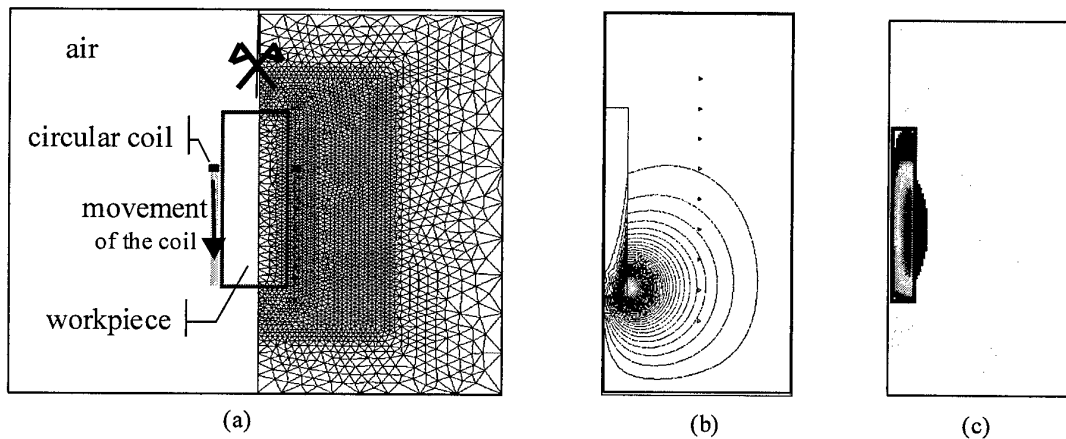 air
circular coil
movement
of the coil
workpiece
(a)
(b)
(c)